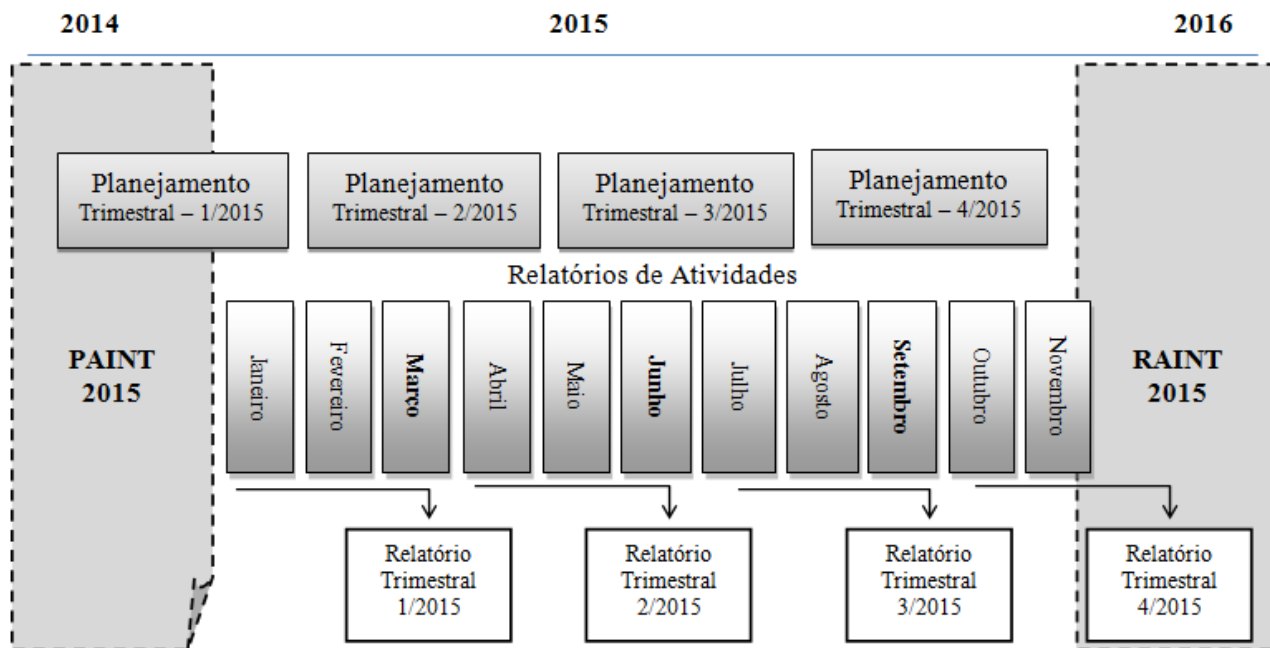 2014
2015
2016
Planejamento
Trimestral – 1/2015
Planejamento
Trimestral – 2/2015
Planejamento
Trimestral – 3/2015
Planejamento
Trimestral – 4/2015
Relatórios de Atividades
PAINT
2015
Janeiro
Fevereiro
Março
Abril
Maio
Junho
Julho
Agosto
Setembro
Outubro
Novembro
RAINT
2015
Relatório
Trimestral
1/2015
Relatório
Trimestral
2/2015
Relatório
Trimestral
3/2015
Relatório
Trimestral
4/2015